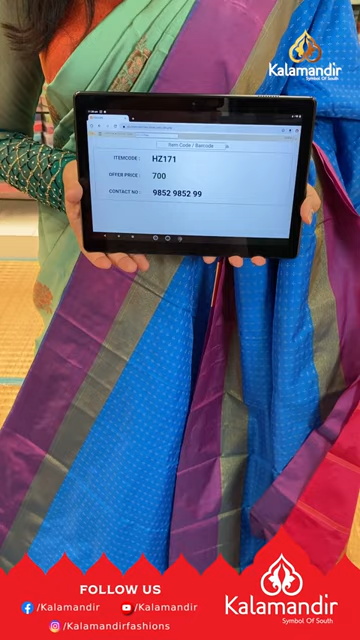 Kalamandir
Symbol Of South
Item Code / Barcode
ITEMCODE : HZ171
OFFER PRICE : 700
CONTACT NO : 9852 9852 99
FOLLOW US
/Kalamandir /Kalamandir
/Kalamandirfashions
Kalamandir
Symbol Of South